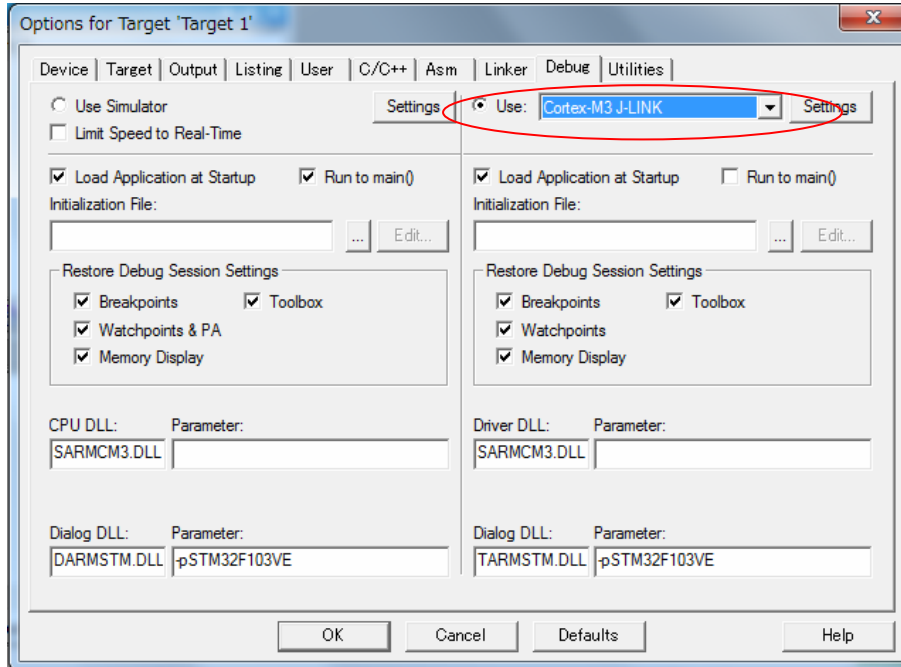 Options for Target 'Target 1'
Device Target Output Listing User C/C++ Asm Linker Debug Utilities
Use Simulator Settings
Limit Speed to Real-Time
Use: Cortex-M3 J-LINK Settings
Load Application at Startup Run to main()
Initialization File:
... Edit...
Restore Debug Session Settings
Breakpoints Toolbox
Watchpoints & PA
Memory Display
CPU DLL: Parameter:
SARMCM3.DLL
Dialog DLL: Parameter:
DARMSTM.DLL -pSTM32F103VE
Load Application at Startup Run to main()
Initialization File:
... Edit...
Restore Debug Session Settings
Breakpoints Toolbox
Watchpoints
Memory Display
Driver DLL: Parameter:
SARMCM3.DLL
Dialog DLL: Parameter:
TARMSTM.DLL -pSTM32F103VE
OK Cancel Defaults Help